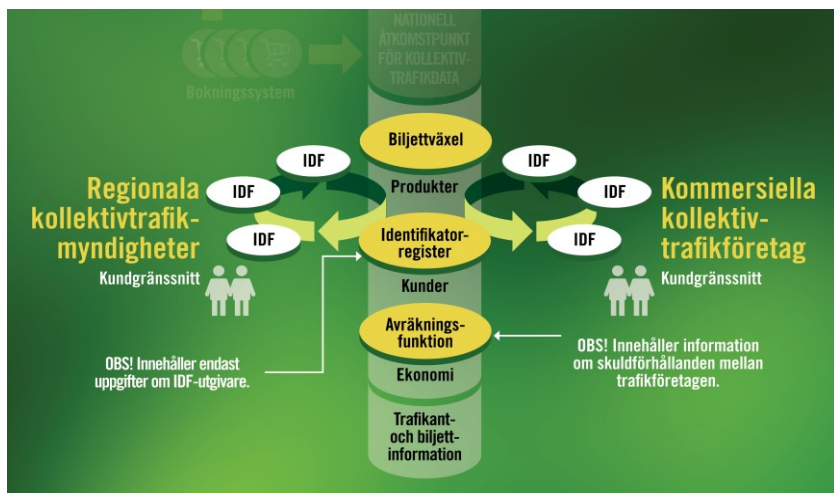 NATIONELL
ÅTKOMSTPUNKT
FÖR KOLLEKTIV-
TRAFIKDATA
Bokningssystem
Biljettväxel
IDF
IDF
IDF
IDF
IDF
IDF
Produkter
Regionala
kollektivtrafik-
myndigheter
Kundgränssnitt
Kommersiella
kollektiv-
trafikföretag
Kundgränssnitt
Identifikator-
register
Kunder
Avräknings-
funktion
Ekonomi
OBS! Innehåller endast
uppgifter om IDF-utgivare.
OBS! Innehåller information
om skuldförhållanden mellan
trafikföretagen.
Trafikant-
och biljett-
information